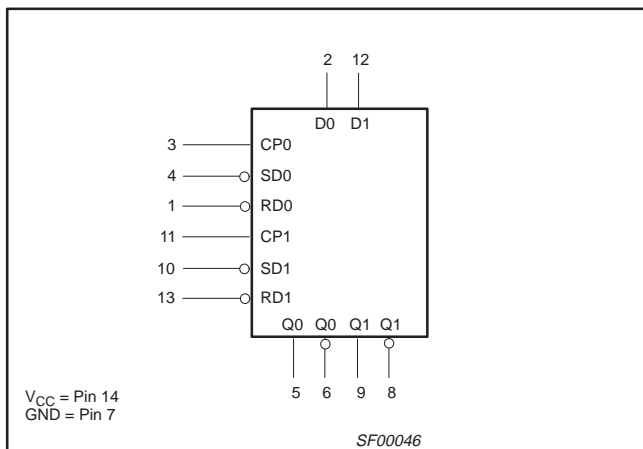 2 12
D0 D1
3 CP0
4 SD0
1 RD0
11 CP1
10 SD1
13 RD1
Q0 Q0 Q1 Q1
5 6 9 8
VCC = Pin 14
GND = Pin 7
SF00046